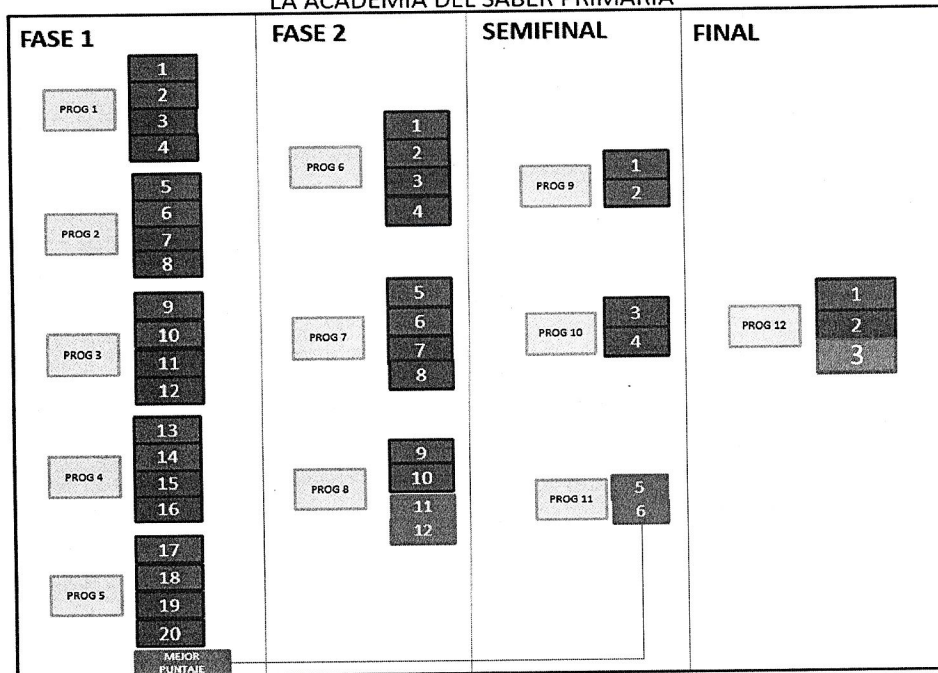 LA ACADEMIA DEL SABER PRIMARIA
FASE 1
PROG 1
1
2
3
4
PROG 2
5
6
7
8
PROG 3
9
10
11
12
PROG 4
13
14
15
16
PROG 5
17
18
19
20
MEJOR
PUNTAJE
FASE 2
PROG 6
1
2
3
4
PROG 7
5
6
7
8
PROG 8
9
10
11
12
SEMIFINAL
PROG 9
1
2
PROG 10
3
4
PROG 11
5
6
FINAL
PROG 12
1
2
3